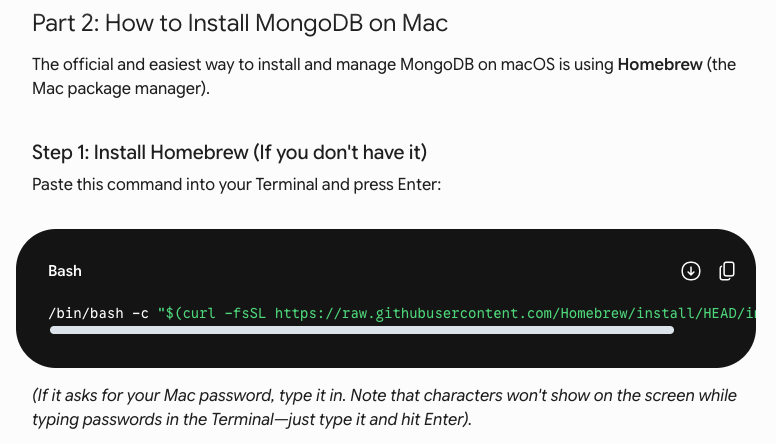 Part 2: How to Install MongoDB on Mac
The official and easiest way to install and manage MongoDB on macOS is using Homebrew (the
Mac package manager).
Step 1: Install Homebrew (If you don't have it)
Paste this command into your Terminal and press Enter:
Bash
/bin/bash -c "$(curl -fsSL https://raw.githubusercontent.com/Homebrew/install/HEAD/i
(If it asks for your Mac password, type it in. Note that characters won't show on the screen while
typing passwords in the Terminal—just type it and hit Enter).